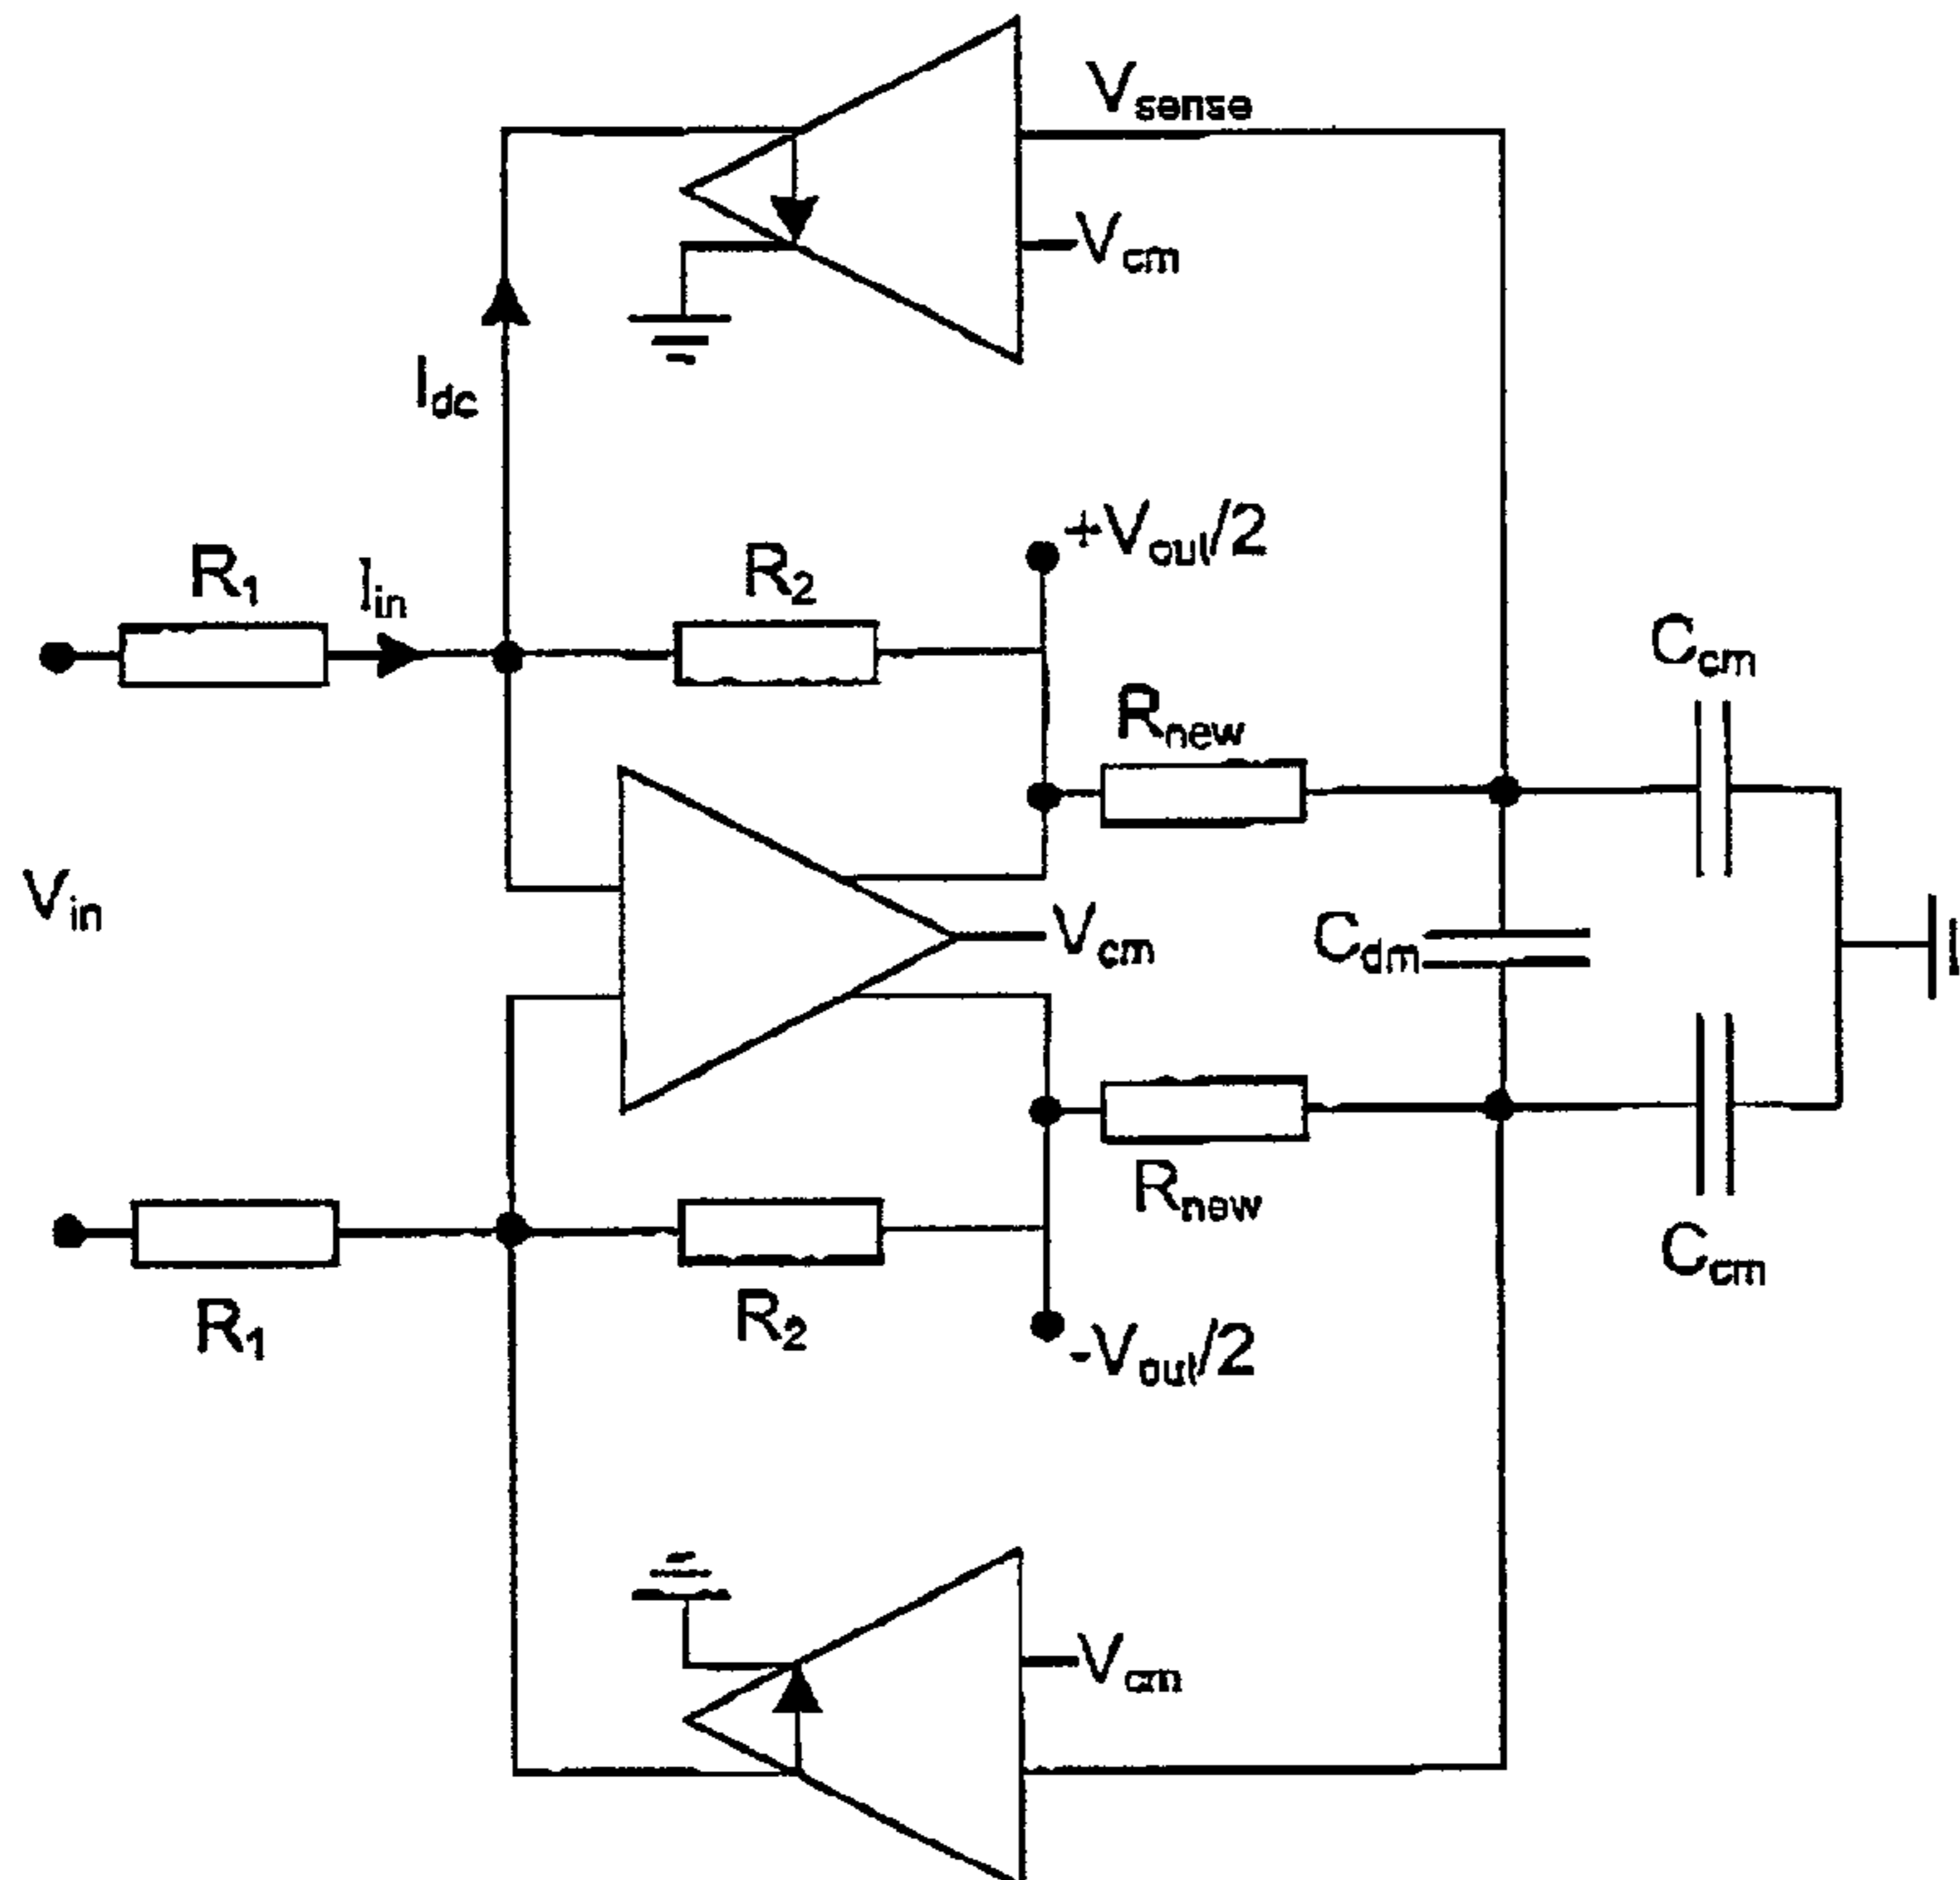 Vsense
Vcm
Idc
+Vout/2
R1
Iin
R2
Ccm
Rnew
Vin
Vcm
Cdm
Rnew
R1
R2
-Vout/2
Ccm
Vcm